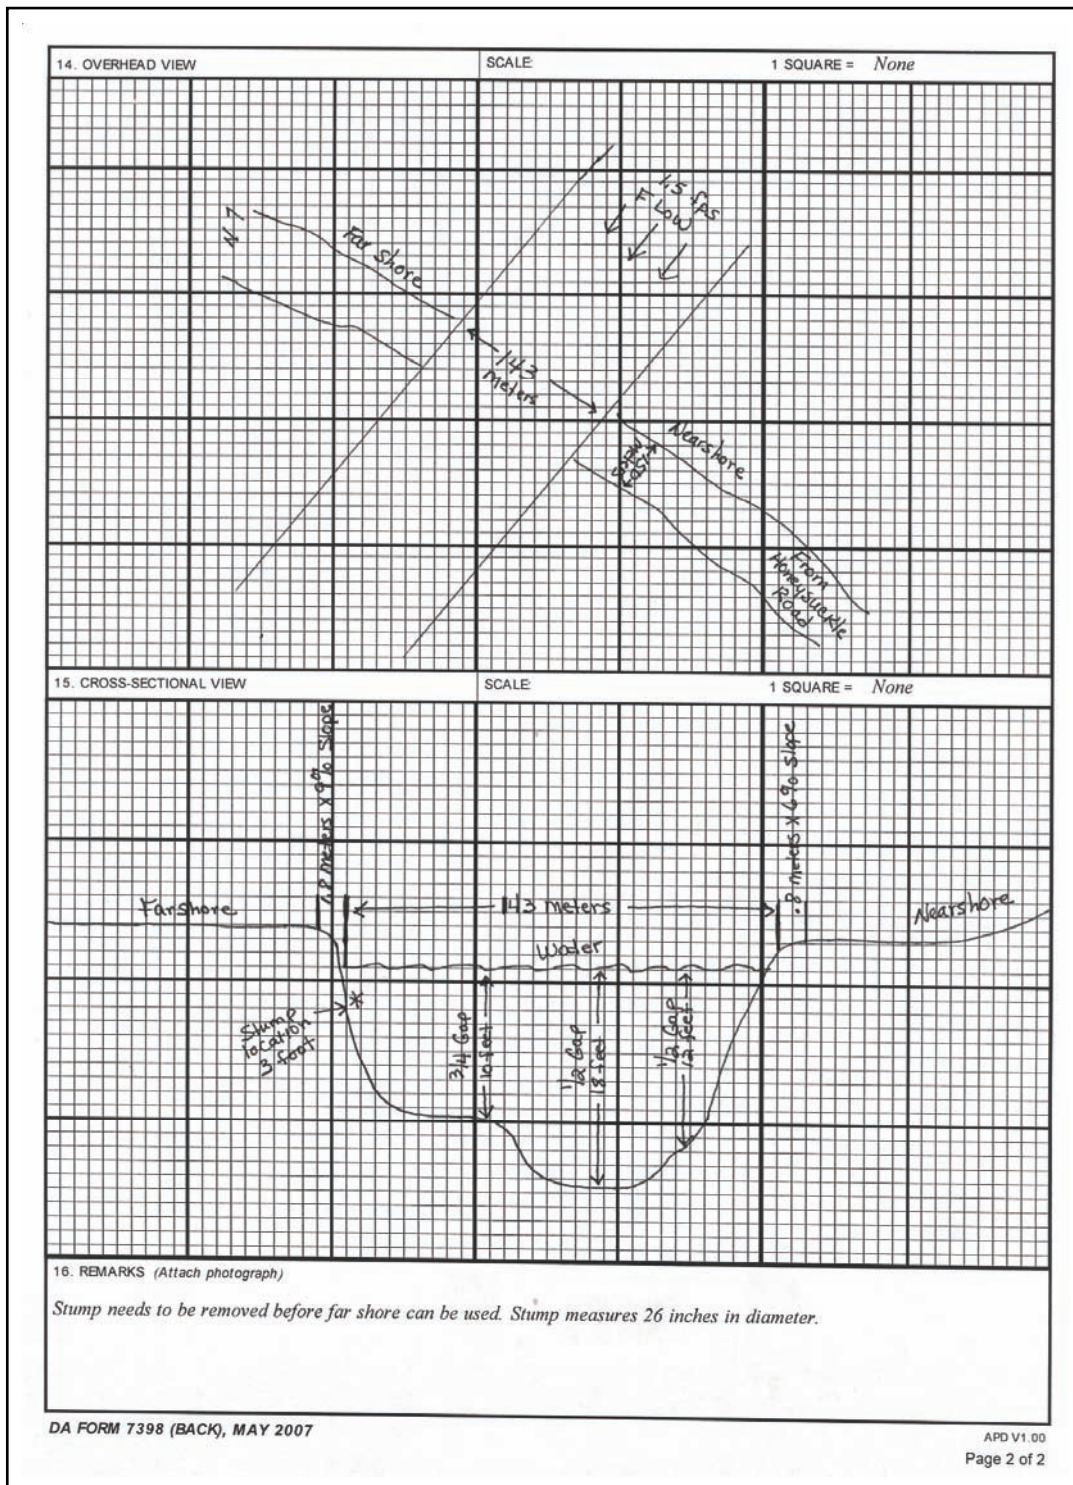 14. OVERHEAD VIEW
SCALE:
1 SQUARE = None
1.5 fps
FLOW
Far Shore
143
meters
Nearshore
From
Honeysuckle
Road
15. CROSS-SECTIONAL VIEW
SCALE:
1 SQUARE = None
1.8 meters X 9% Slope
.8 meters X 6% Slope
Farshore
143 meters
Nearshore
Water
Stump
location
3 foot
3/4 Gap
10 feet
1/2 Gap
18 feet
1/2 Gap
12 feet
16. REMARKS (Attach photograph)
Stump needs to be removed before far shore can be used. Stump measures 26 inches in diameter.
DA FORM 7398 (BACK), MAY 2007
APD V1.00
Page 2 of 2